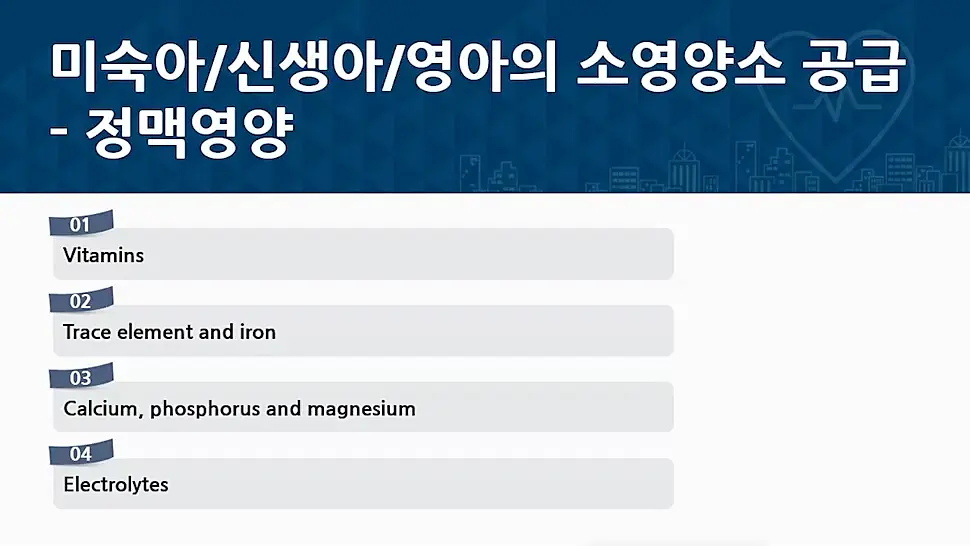 미숙아/신생아/영아의 소영양소 공급
- 정맥영양
01
Vitamins
02
Trace element and iron
03
Calcium, phosphorus and magnesium
04
Electrolytes